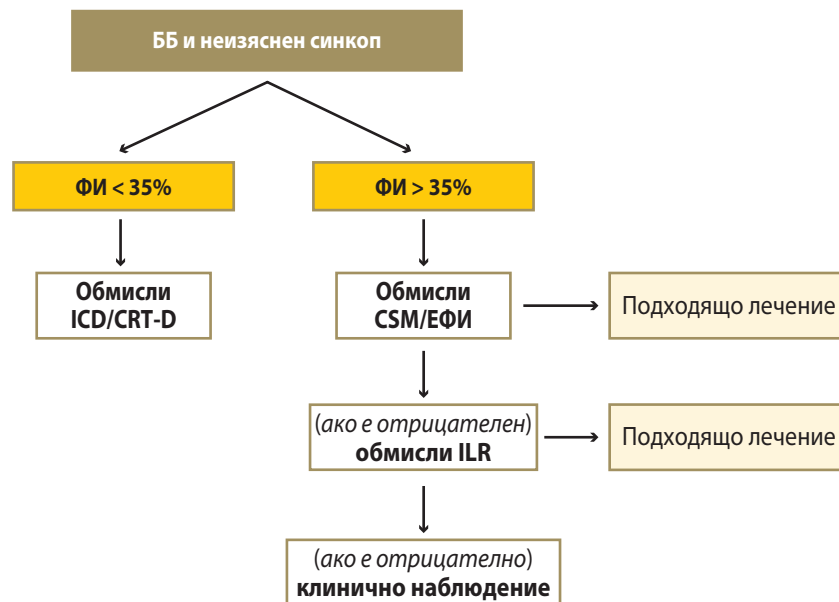 ББ и неизяснен синкоп
ФИ < 35%
ФИ > 35%
Обмисли
ICD/CRT-D
Обмисли
CSM/ЕФИ
Подходящо лечение
(ако е отрицателен)
обмисли ILR
Подходящо лечение
(ако е отрицателно)
клинично наблюдение